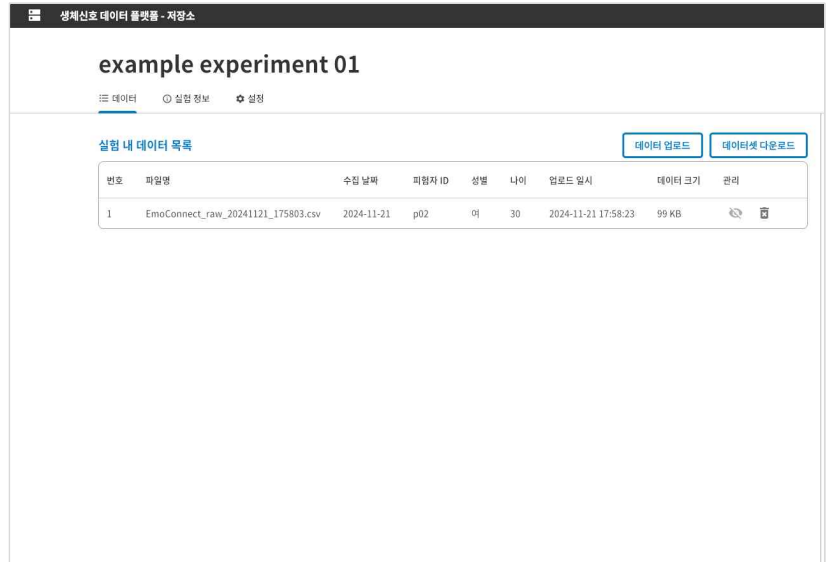 생체신호 데이터 플랫폼 - 저장소
example experiment 01
데이터 실험 정보 설정
실험 내 데이터 목록 데이터 업로드 데이터셋 다운로드
번호 파일명 수집 날짜 피험자 ID 성별 나이 업로드 일시 데이터 크기 관리
1 EmoConnect_raw_20241121_175803.csv 2024-11-21 p02 여 30 2024-11-21 17:58:23 99 KB